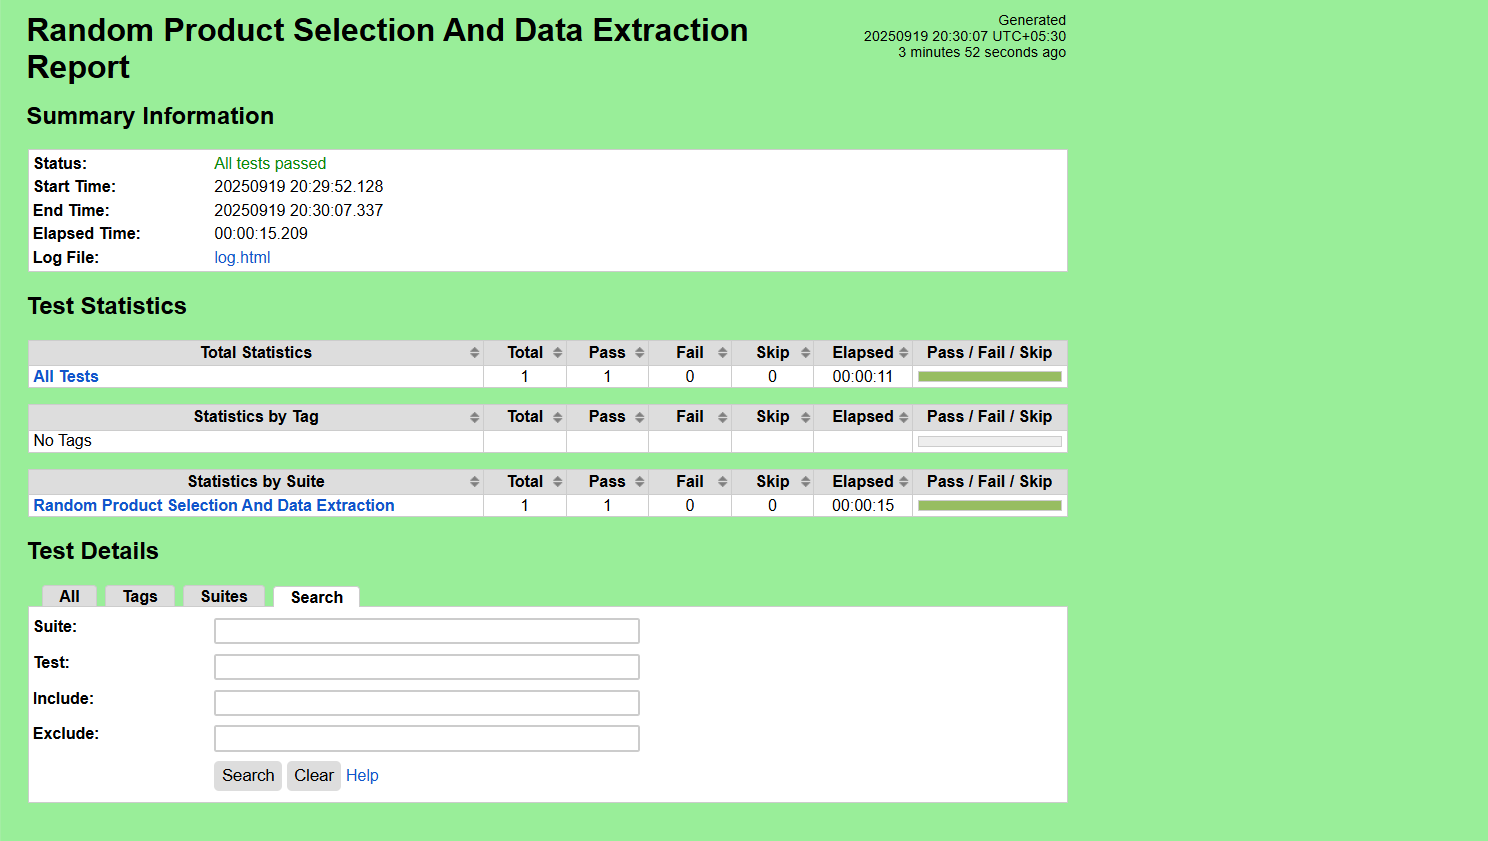 Random Product Selection And Data Extraction
Report
Generated
20250919 20:30:07 UTC+05:30
3 minutes 52 seconds ago
Summary Information
Status: All tests passed
Start Time: 20250919 20:29:52.128
End Time: 20250919 20:30:07.337
Elapsed Time: 00:00:15.209
Log File: log.html
Test Statistics
Total Statistics Total Pass Fail Skip Elapsed Pass / Fail / Skip
All Tests 1 1 0 0 00:00:11
Statistics by Tag Total Pass Fail Skip Elapsed Pass / Fail / Skip
No Tags
Statistics by Suite Total Pass Fail Skip Elapsed Pass / Fail / Skip
Random Product Selection And Data Extraction 1 1 0 0 00:00:15
Test Details
All Tags Suites Search
Suite:
Test:
Include:
Exclude:
Search Clear Help